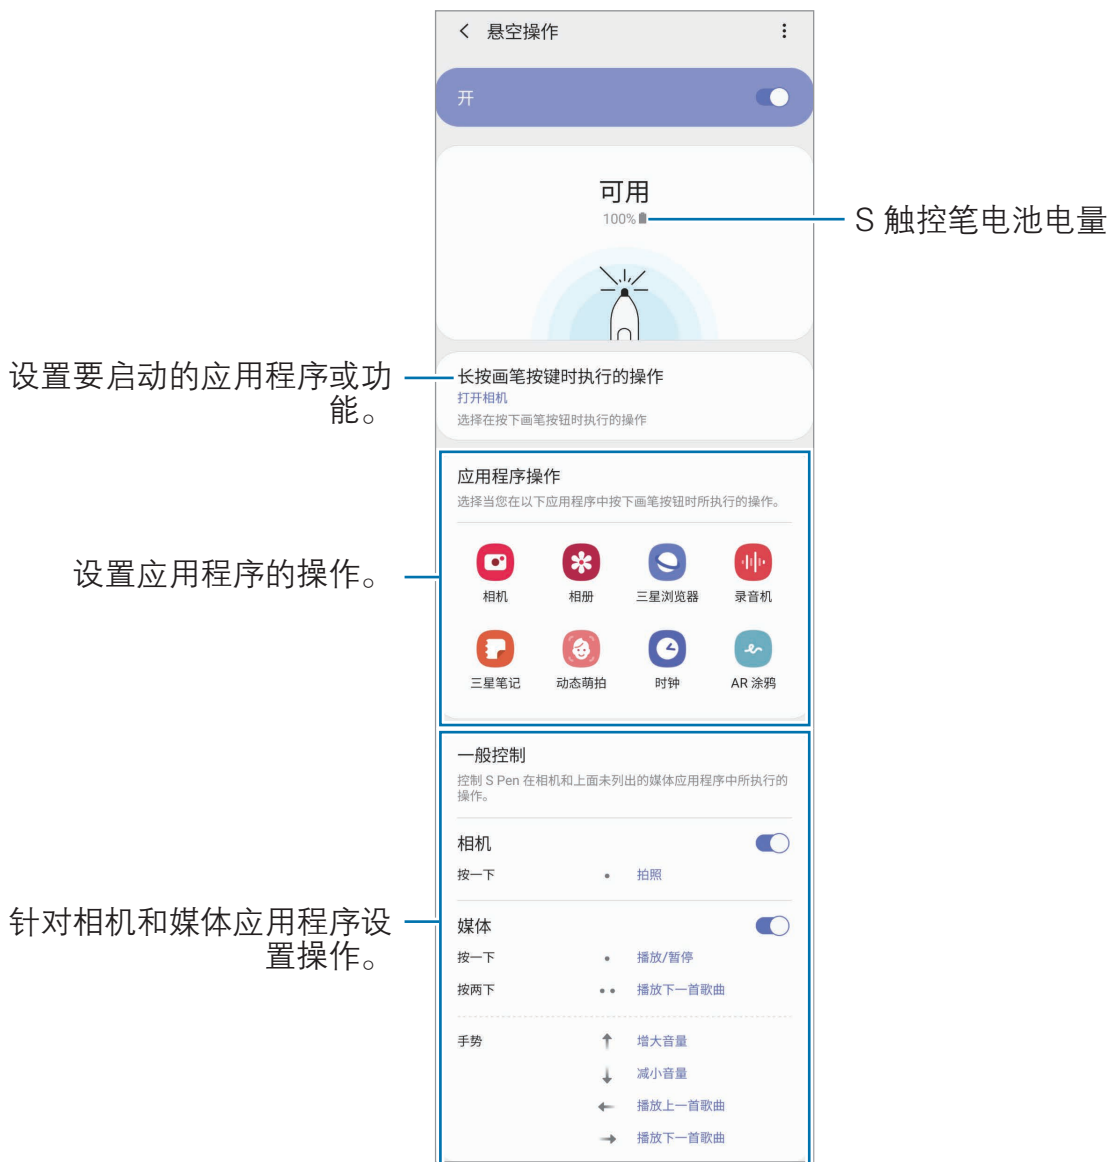 悬空操作
开
可用
100%
S 触控笔电池电量
设置要启动的应用程序或功
能。
长按画笔按键时执行的操作
打开相机
选择在按下画笔按钮时执行的操作
设置应用程序的操作。
应用程序操作
选择当您在以下应用程序中按下画笔按钮时所执行的操作。
相机 相册 三星浏览器 录音机
三星笔记 动态萌拍 时钟 AR 涂鸦
针对相机和媒体应用程序设
置操作。
一般控制
控制 S Pen 在相机和上面未列出的媒体应用程序中所执行的
操作。
相机
按一下 • 拍照
媒体
按一下 • 播放/暂停
按两下 •• 播放下一首歌曲
手势 ↑ 增大音量
↓ 减小音量
← 播放上一首歌曲
→ 播放下一首歌曲